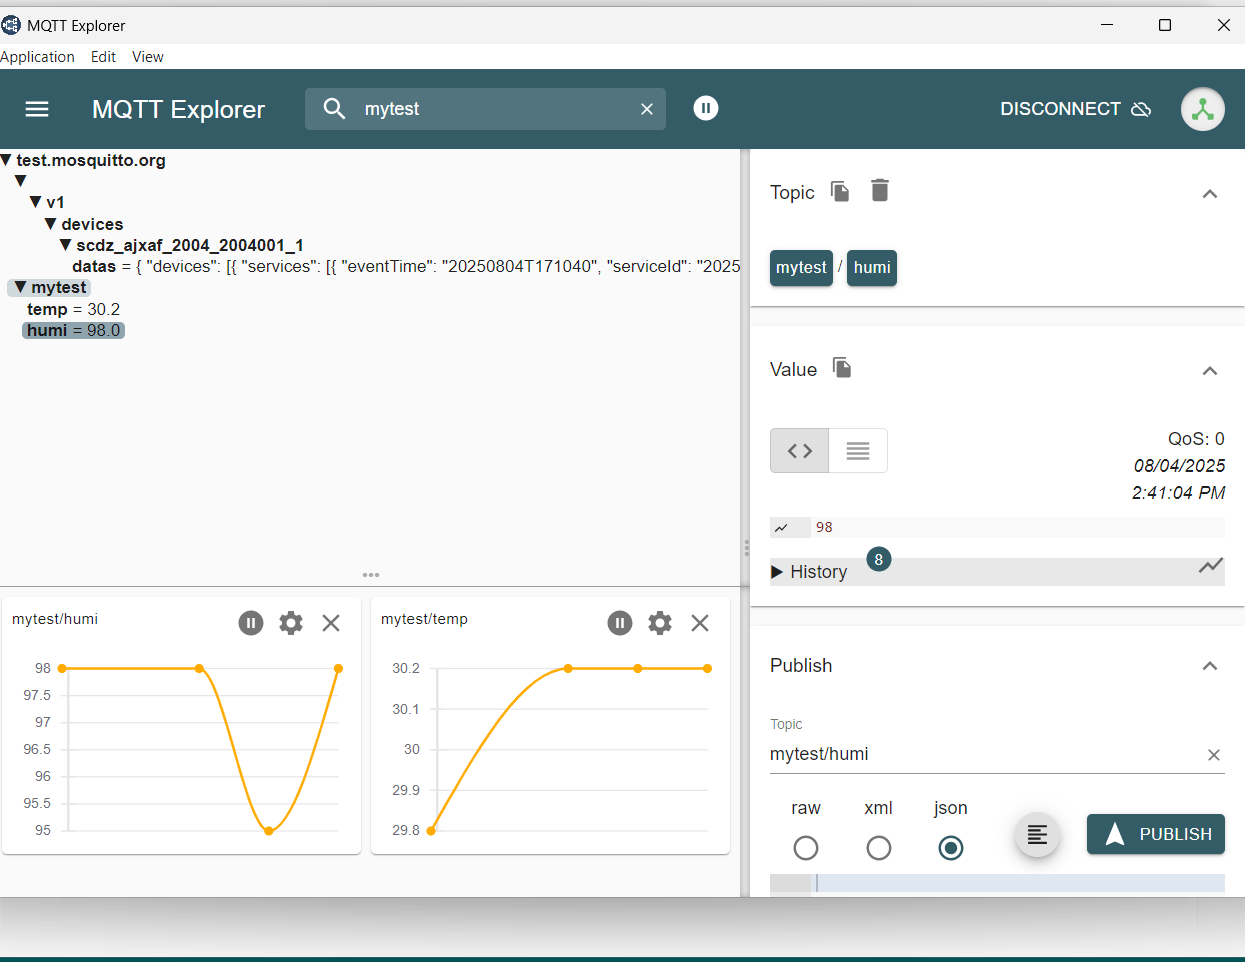 MQTT Explorer
Application Edit View
MQTT Explorer
mytest
DISCONNECT
test.mosquitto.org
v1
devices
scdz_ajxaf_2004_2004001_1
datas = { "devices": [{ "services": [{ "eventTime": "20250804T171040", "serviceId": "2025
mytest
temp = 30.2
humi = 98.0
mytest/humi
98
97.5
97
96.5
96
95.5
95
mytest/temp
30.2
30.1
30
29.9
29.8
Topic
mytest / humi
Value
QoS: 0
08/04/2025
2:41:04 PM
98
History 8
Publish
Topic
mytest/humi
raw xml json
PUBLISH